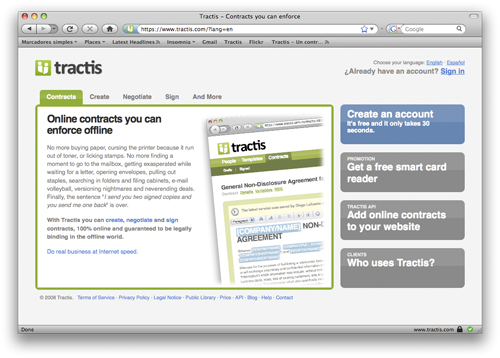 Tractis - Contracts you can enforce
https://www.tractis.com/?lang=en
Google
Marcadores simples Places Latest Headlines Insomnia Gmail Tractis Flickr Tractis - Un contr...
Choose your language: English · Español
tractis
¿Already have an account? Sign in
Contracts Create Negotiate Sign And More
Online contracts you can
enforce offline
No more buying paper, cursing the printer because it run
out of toner, or licking stamps. No more finding a
moment to go to the mailbox, getting exasperated while
waiting for a letter, opening envelopes, pulling out
staples, searching in folders and filing cabinets, e-mail
volleyball, versioning nightmares and neverending deals.
Finally, the sentence "I send you two signed copies and
you send me one back" is over.
With Tractis you can create, negotiate and sign
contracts, 100% online and guaranteed to be legally
binding in the offline world.
Do real business at Internet speed.
tractis
People Templates Contracts
Drafts Signed
General Non-Disclosure Agreement fo
[COMPANY/NAME] NON-
AGREEMENT
Create an account
It's free and it only takes 30
seconds.
PROMOTION
Get a free smart card
reader
TRACTIS API
Add online contracts
to your website
CLIENTS
Who uses Tractis?
© 2008 Tractis. Terms of Service · Privacy Policy · Legal Notice · Public Library · Price · API · Blog · Help · Contact
Done
www.tractis.com